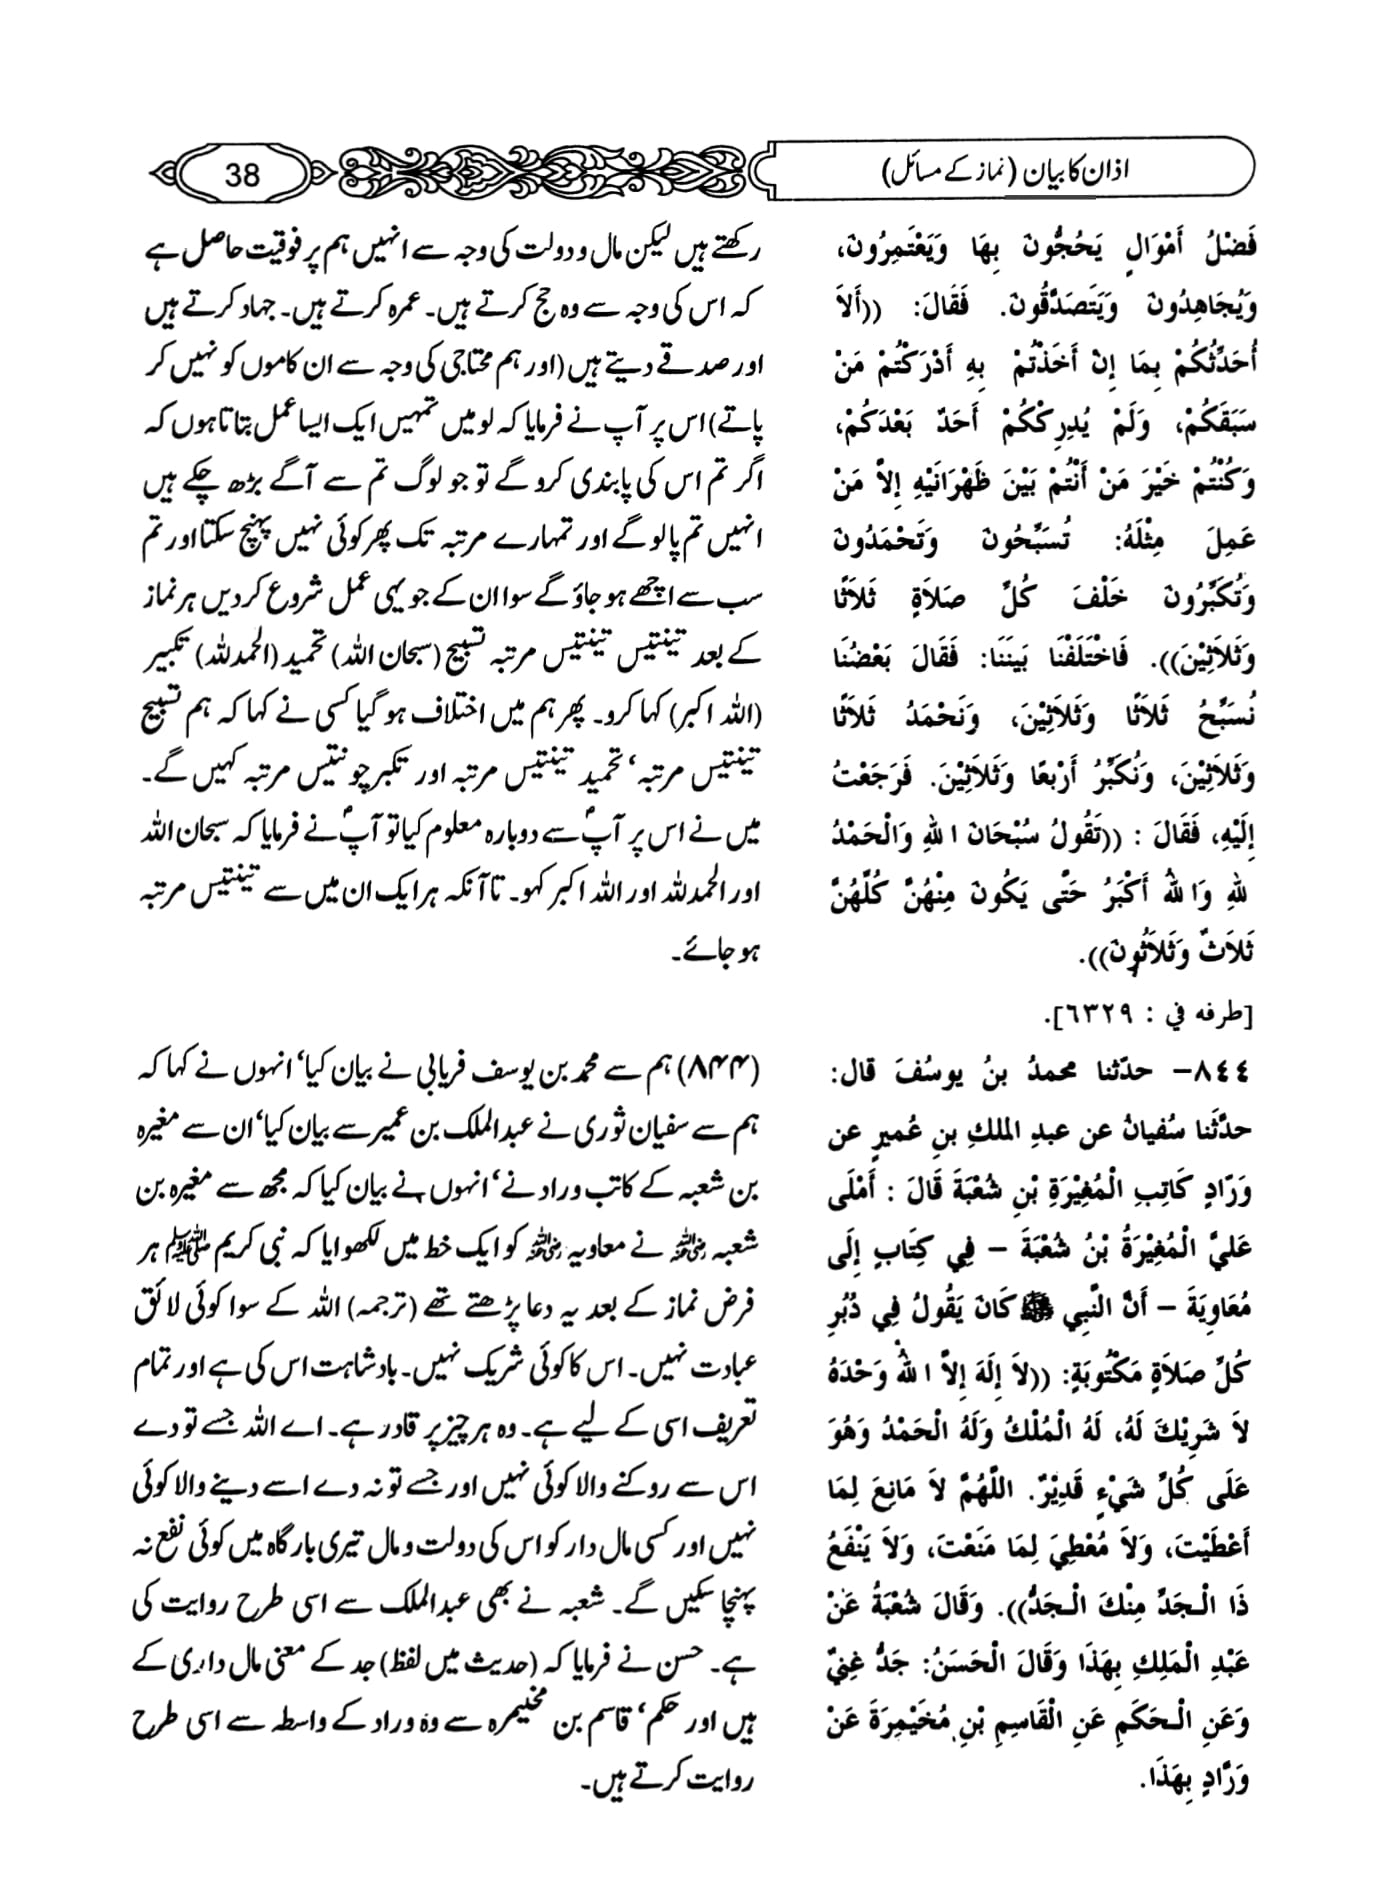 اذان کا بیان (نماز کے مسائل)
38
فَضْلُ أَمْوَالٍ يَحُجُّونَ بِهَا وَيَعْتَمِرُونَ،
وَيُجَاهِدُونَ وَيَتَصَدَّقُونَ. فَقَالَ: ((أَلاَ
أُحَدِّثُكُمْ بِمَا إِنْ أَخَذْتُمْ بِهِ أَدْرَكْتُمْ مَنْ
سَبَقَكُمْ، وَلَمْ يُدْرِكْكُمْ أَحَدٌ بَعْدَكُمْ،
وَكُنْتُمْ خَيْرَ مَنْ أَنْتُمْ بَيْنَ ظَهْرَانَيْهِ إِلاَّ مَنْ
عَمِلَ مِثْلَهُ: تُسَبِّحُونَ وَتَحْمَدُونَ
وَتُكَبِّرُونَ خَلْفَ كُلِّ صَلاَةٍ ثَلاَثًا
وَثَلاَثِيْنَ)). فَاخْتَلَفْنَا بَيْنَنَا: فَقَالَ بَعْضُنَا
نُسَبِّحُ ثَلاَثًا وَثَلاَثِيْنَ، وَنَحْمَدُ ثَلاَثًا
وَثَلاَثِيْنَ، وَنُكَبِّرُ أَرْبَعًا وَثَلاَثِيْنَ. فَرَجَعْتُ
إِلَيْهِ، فَقَالَ : ((تَقُولُ سُبْحَانَ اللهِ وَالْحَمْدُ
للهِ وَاللهُ أَكْبَرُ حَتَّى يَكُونَ مِنْهُنَّ كُلِّهُنَّ
ثَلاَثٌ وَثَلاَثُونَ)).
[طرفه في : ٦٣٢٩].
٨٤٤– حدّثنا محمدُ بنُ يوسُفَ قال:
حدَّثَنا سُفيانُ عن عبدِ الملكِ بنِ عُميرٍ عن
وَرَّادٍ كَاتِبِ الْمُغِيْرَةِ بْنِ شُعْبَةَ قَالَ : أَمْلَى
عَلَيَّ الْمُغِيْرَةُ بْنُ شُعْبَةَ – فِي كِتَابٍ إِلَى
مُعَاوِيَةَ – أَنَّ النَّبِي ﷺ كَانَ يَقُولُ فِي دُبُرِ
كُلِّ صَلاَةٍ مَكْتُوبَةٍ: ((لاَ إِلَهَ إِلاَّ اللهُ وَحْدَهُ
لاَ شَرِيْكَ لَهُ، لَهُ الْمُلْكُ وَلَهُ الْحَمْدُ وَهُوَ
عَلَى كُلِّ شَيْءٍ قَدِيْرٌ. اللَّهُمَّ لاَ مَانِعَ لِمَا
أَعْطَيْتَ، وَلاَ مُعْطِيَ لِمَا مَنَعْتَ، وَلاَ يَنْفَعُ
ذَا الْجَدِّ مِنْكَ الْجَدُّ)). وَقَالَ شُعْبَةُ عَنْ
عَبْدِ الْمَلِكِ بِهَذَا وَقَالَ الْحَسَنُ: جَدُّ غِنيً
وَعَنِ الْحَكَمِ عَنِ الْقَاسِمِ بْنِ مُخَيْمِرَةَ عَنْ
وَرَّادٍ بِهَذَا.
رکھتے ہیں لیکن مال و دولت کی وجہ سے انہیں ہم پر فوقیت حاصل ہے
کہ اس کی وجہ سے وہ حج کرتے ہیں۔ عمرہ کرتے ہیں۔ جہاد کرتے ہیں
اور صدقے دیتے ہیں (اور ہم محتاجی کی وجہ سے ان کاموں کو نہیں کر
پاتے) اس پر آپ نے فرمایا کہ لو میں تمہیں ایک ایسا عمل بتاتا ہوں کہ
اگر تم اس کی پابندی کرو گے تو جو لوگ تم سے آگے بڑھ چکے ہیں
انہیں تم پا لو گے اور تمہارے مرتبہ تک پھر کوئی نہیں پہنچ سکتا اور تم
سب سے اچھے ہو جاؤ گے سوا ان کے جو یہی عمل شروع کر دیں ہر نماز
کے بعد تینتیس تینتیس مرتبہ تسبیح (سبحان اللہ) تحمید (الحمدللہ) تکبیر
(اللہ اکبر) کہا کرو۔ پھر ہم میں اختلاف ہو گیا کسی نے کہا کہ ہم تسبیح
تینتیس مرتبہ‘ تحمید تینتیس مرتبہ اور تکبیر چونتیس مرتبہ کہیں گے۔
میں نے اس پر آپؐ سے دوبارہ معلوم کیا تو آپؐ نے فرمایا کہ سبحان اللہ
اور الحمدللہ اور اللہ اکبر کہو۔ تاآنکہ ہر ایک ان میں سے تینتیس مرتبہ
ہو جائے۔
(۸۴۴) ہم سے محمد بن یوسف فریابی نے بیان کیا‘ انہوں نے کہا کہ
ہم سے سفیان ثوری نے عبدالملک بن عمیر سے بیان کیا‘ ان سے مغیرہ
بن شعبہ کے کاتب وراد نے‘ انہوں نے بیان کیا کہ مجھ سے مغیرہ بن
شعبہ رضی اللہ عنہ نے معاویہ رضی اللہ عنہ کو ایک خط میں لکھوایا کہ نبی کریم ﷺ ہر
فرض نماز کے بعد یہ دعا پڑھتے تھے (ترجمہ) اللہ کے سوا کوئی لائق
عبادت نہیں۔ اس کا کوئی شریک نہیں۔ بادشاہت اس کی ہے اور تمام
تعریف اسی کے لیے ہے۔ وہ ہر چیز پر قادر ہے۔ اے اللہ جسے تو دے
اس سے روکنے والا کوئی نہیں اور جسے تو نہ دے اسے دینے والا کوئی
نہیں اور کسی مال دار کو اس کی دولت و مال تیری بارگاہ میں کوئی نفع نہ
پہنچا سکیں گے۔ شعبہ نے بھی عبدالملک سے اسی طرح روایت کی
ہے۔ حسن نے فرمایا کہ (حدیث میں لفظ) جد کے معنی مال داری کے
ہیں اور حکم‘ قاسم بن مخیمرہ سے وہ وراد کے واسطہ سے اسی طرح
روایت کرتے ہیں۔